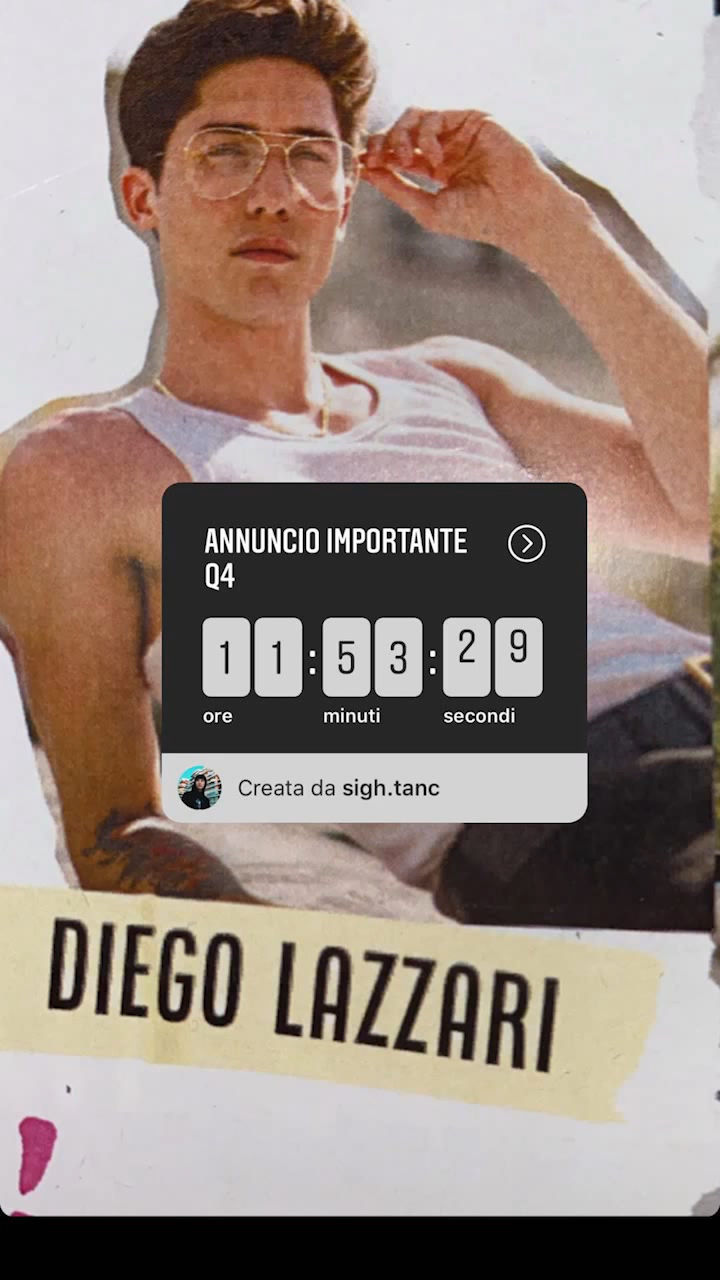 ANNUNCIO IMPORTANTE
Q4
11:53:29
ore minuti secondi
Creata da sigh.tanc
DIEGO LAZZARI